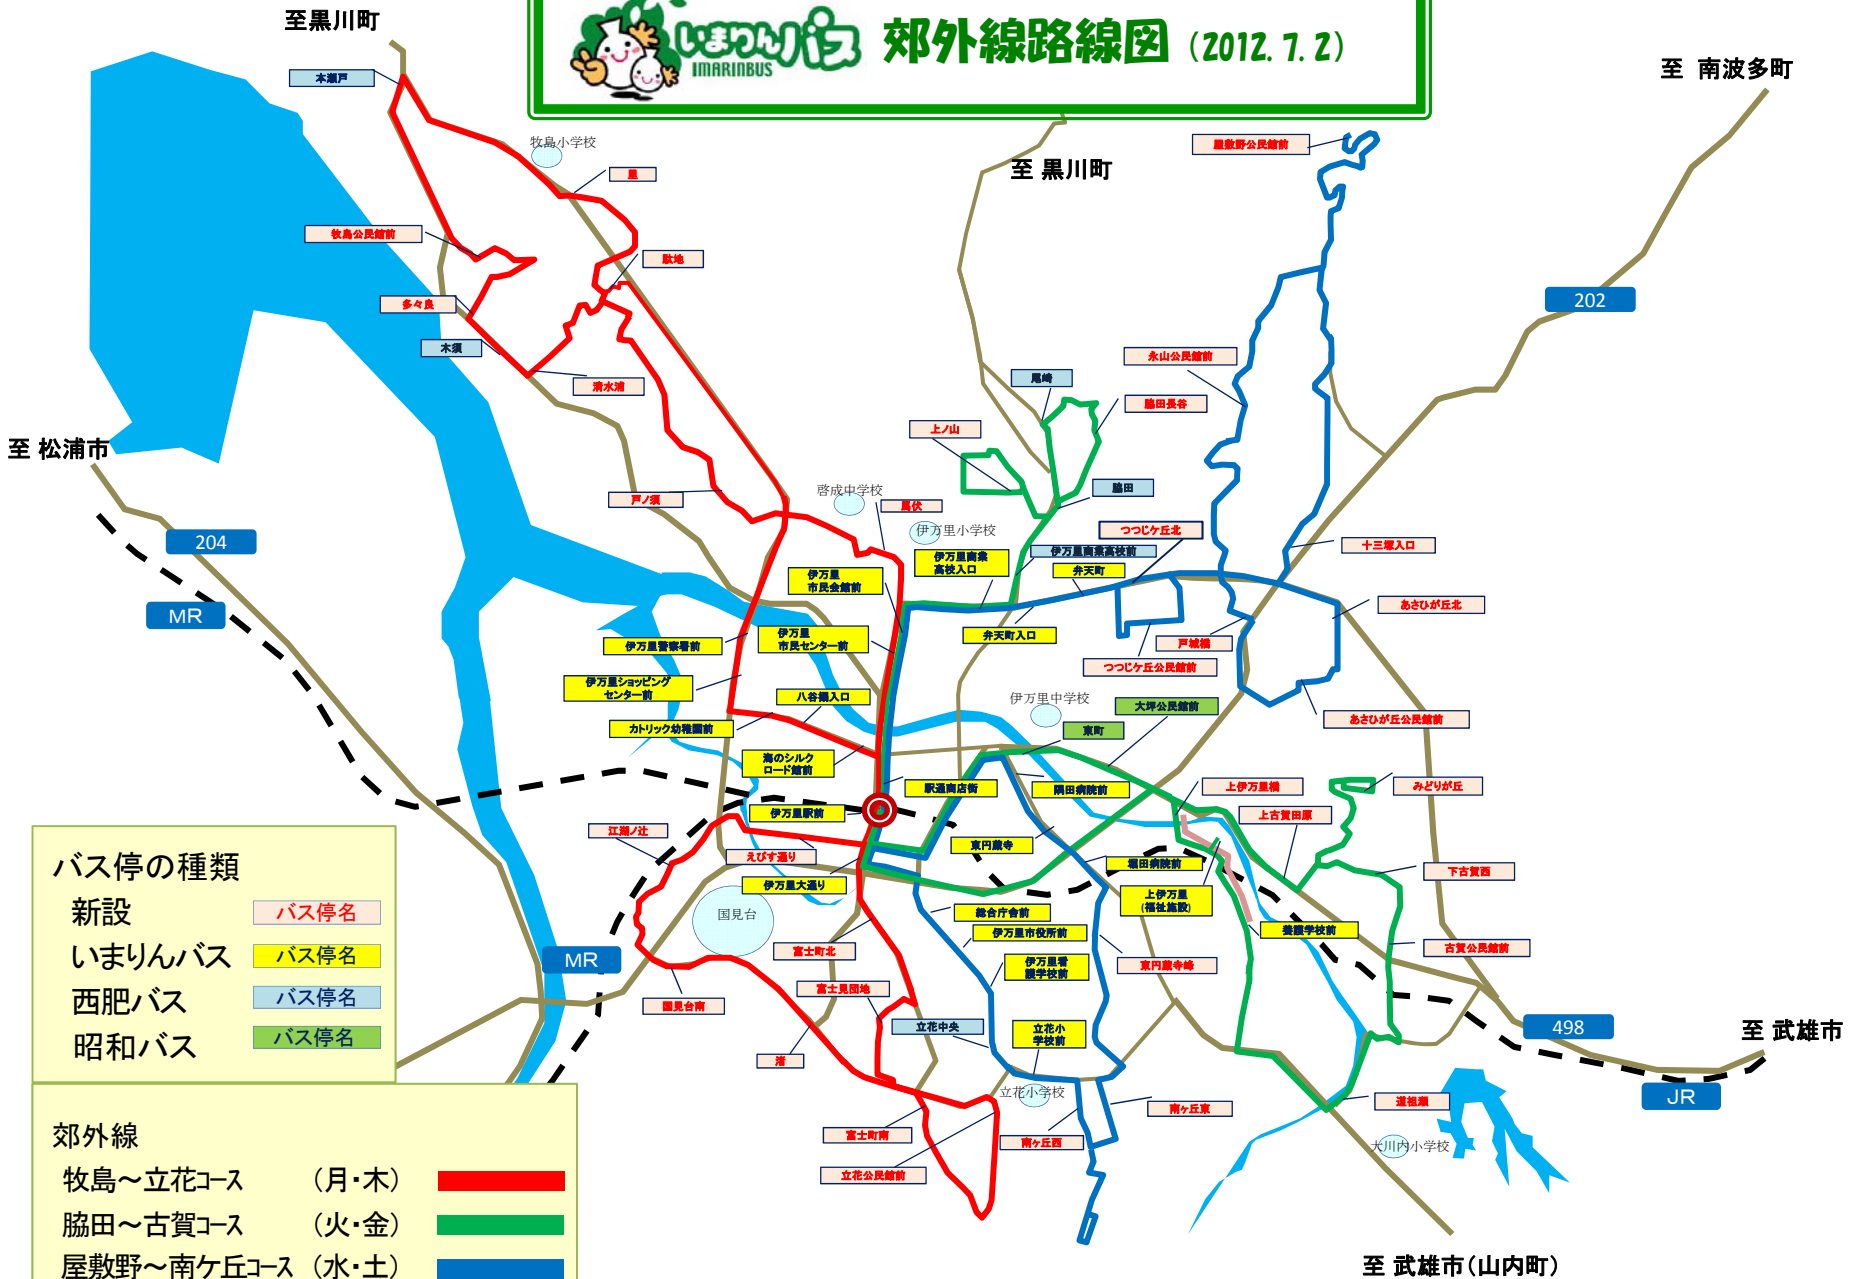 いまりんバス
IMARINBUS
郊外線路線図 (2012.7.2)
至黒川町
至 南波多町
至 黒川町
至 松浦市
至 武雄市
至 武雄市(山内町)
本瀬戸
牧島小学校
里
牧島公民館前
駄地
多々良
木須
清水浦
戸ノ須
啓成中学校
馬伏
伊万里小学校
屋敷野公民館前
202
永山公民館前
尾崎
脇田長谷
上ノ山
脇田
つつじケ丘北
伊万里商業高校前
伊万里商業
高校入口
弁天町
十三塚入口
204
MR
伊万里
市民会館前
あさひが丘北
伊万里警察署前
伊万里
市民センター前
弁天町入口
戸城橋
つつじケ丘公民館前
伊万里ショッピング
センター前
八谷搦入口
伊万里中学校
大坪公民館前
あさひが丘公民館前
カトリック幼稚園前
東町
海のシルク
ロード館前
駅通商店街
隅田病院前
上伊万里橋
みどりが丘
伊万里駅前
上古賀田原
江湖ノ辻
えびす通り
東円蔵寺
堀田病院前
下古賀西
伊万里大通り
上伊万里
(福祉施設)
国見台
総合庁舎前
伊万里市役所前
養護学校前
富士町北
伊万里看
護学校前
東円蔵寺峰
古賀公民館前
MR
国見台南
富士見団地
立花中央
立花小
学校前
498
渚
JR
立花小学校
南ヶ丘東
道祖瀬
富士町南
南ヶ丘西
大川内小学校
立花公民館前
バス停の種類
新設 バス停名
いまりんバス バス停名
西肥バス バス停名
昭和バス バス停名
郊外線
牧島～立花コース (月・木)
脇田～古賀コース (火・金)
屋敷野～南ケ丘コース (水・土)